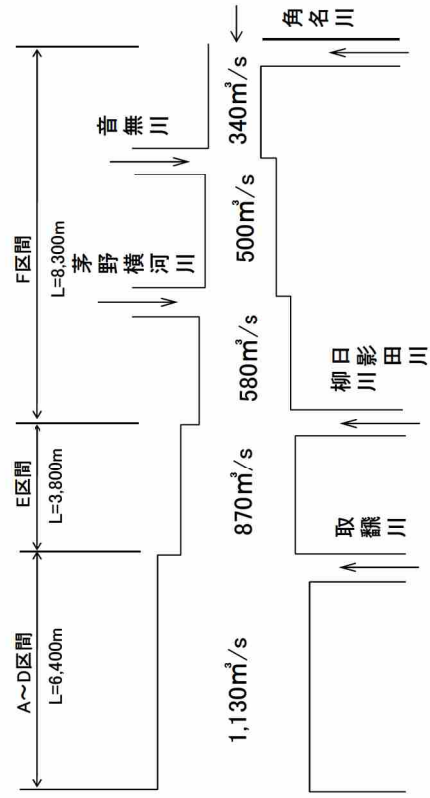 A～D区間
L=6,400m
E区間
L=3,800m
F区間
L=8,300m
茅野横河川
音無川
1,130㎥/s
870㎥/s
580㎥/s
500㎥/s
340㎥/s
取飜川
柳川
日影田川
角名川